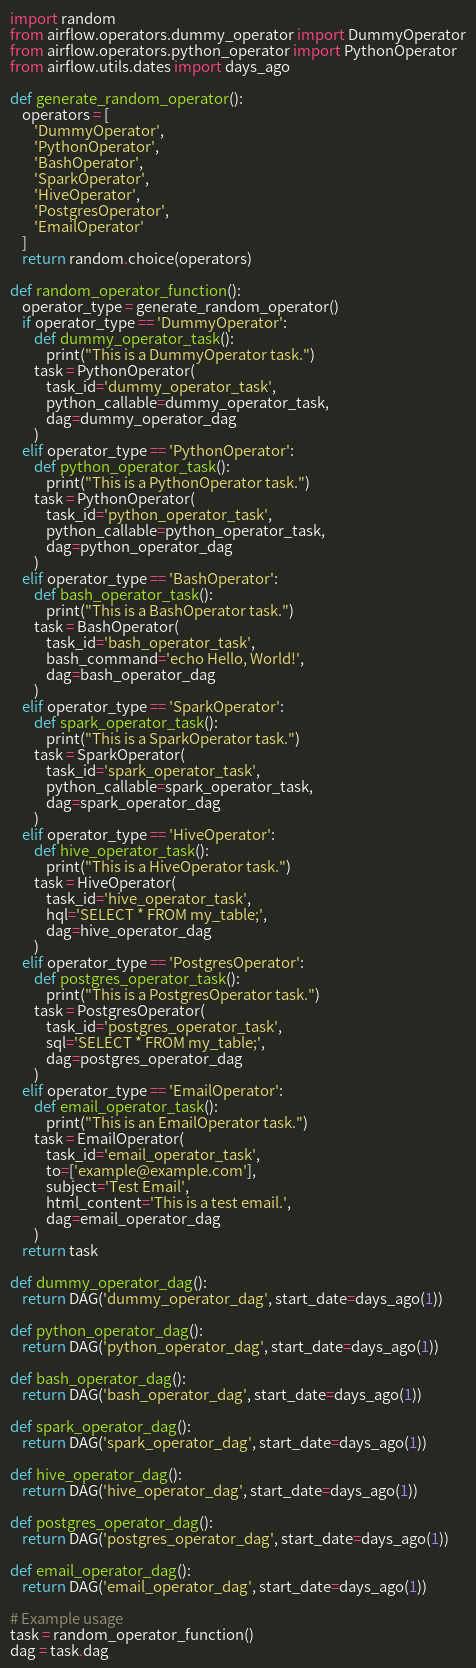 import random
from airflow.operators.dummy_operator import DummyOperator
from airflow.operators.python_operator import PythonOperator
from airflow.utils.dates import days_ago

def generate_random_operator():
    operators = [
        'DummyOperator',
        'PythonOperator',
        'BashOperator',
        'SparkOperator',
        'HiveOperator',
        'PostgresOperator',
        'EmailOperator'
    ]
    return random.choice(operators)

def random_operator_function():
    operator_type = generate_random_operator()
    if operator_type == 'DummyOperator':
        def dummy_operator_task():
            print("This is a DummyOperator task.")
        task = PythonOperator(
            task_id='dummy_operator_task',
            python_callable=dummy_operator_task,
            dag=dummy_operator_dag
        )
    elif operator_type == 'PythonOperator':
        def python_operator_task():
            print("This is a PythonOperator task.")
        task = PythonOperator(
            task_id='python_operator_task',
            python_callable=python_operator_task,
            dag=python_operator_dag
        )
    elif operator_type == 'BashOperator':
        def bash_operator_task():
            print("This is a BashOperator task.")
        task = BashOperator(
            task_id='bash_operator_task',
            bash_command='echo Hello, World!',
            dag=bash_operator_dag
        )
    elif operator_type == 'SparkOperator':
        def spark_operator_task():
            print("This is a SparkOperator task.")
        task = SparkOperator(
            task_id='spark_operator_task',
            python_callable=spark_operator_task,
            dag=spark_operator_dag
        )
    elif operator_type == 'HiveOperator':
        def hive_operator_task():
            print("This is a HiveOperator task.")
        task = HiveOperator(
            task_id='hive_operator_task',
            hql='SELECT * FROM my_table;',
            dag=hive_operator_dag
        )
    elif operator_type == 'PostgresOperator':
        def postgres_operator_task():
            print("This is a PostgresOperator task.")
        task = PostgresOperator(
            task_id='postgres_operator_task',
            sql='SELECT * FROM my_table;',
            dag=postgres_operator_dag
        )
    elif operator_type == 'EmailOperator':
        def email_operator_task():
            print("This is an EmailOperator task.")
        task = EmailOperator(
            task_id='email_operator_task',
            to=['example@example.com'],
            subject='Test Email',
            html_content='This is a test email.',
            dag=email_operator_dag
        )
    return task

def dummy_operator_dag():
    return DAG('dummy_operator_dag', start_date=days_ago(1))

def python_operator_dag():
    return DAG('python_operator_dag', start_date=days_ago(1))

def bash_operator_dag():
    return DAG('bash_operator_dag', start_date=days_ago(1))

def spark_operator_dag():
    return DAG('spark_operator_dag', start_date=days_ago(1))

def hive_operator_dag():
    return DAG('hive_operator_dag', start_date=days_ago(1))

def postgres_operator_dag():
    return DAG('postgres_operator_dag', start_date=days_ago(1))

def email_operator_dag():
    return DAG('email_operator_dag', start_date=days_ago(1))

# Example usage
task = random_operator_function()
dag = task.dag